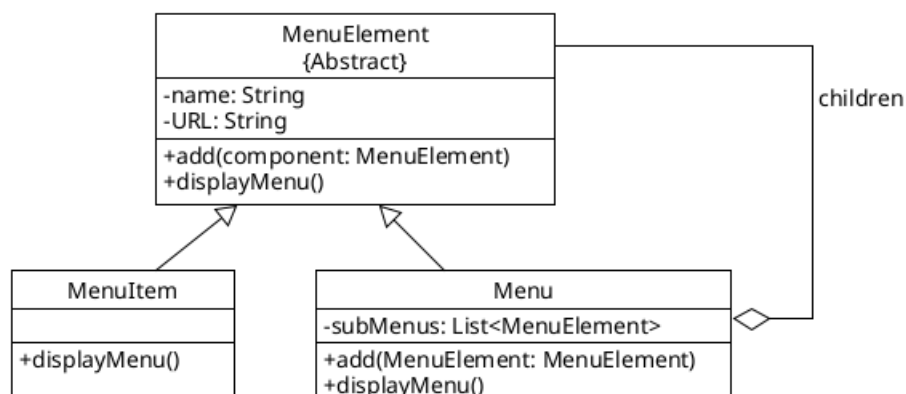 MenuElement
{Abstract}
-name: String
-URL: String
+add(component: MenuElement)
+displayMenu()
children
MenuItem
+displayMenu()
Menu
-subMenus: List<MenuElement>
+add(MenuElement: MenuElement)
+displayMenu()